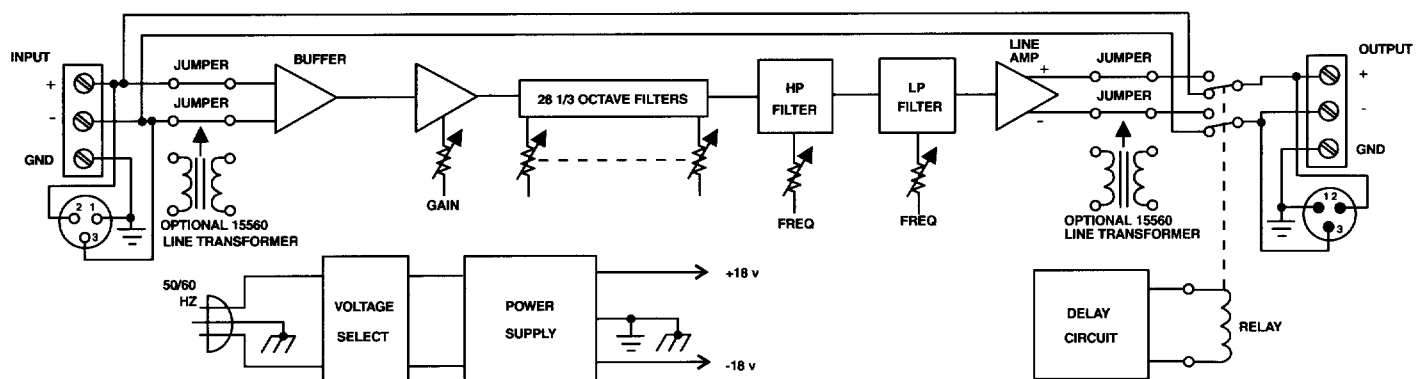 INPUT
+
-
GND
2 1
3
JUMPER
JUMPER
OPTIONAL 15560
LINE TRANSFORMER
BUFFER
GAIN
28 1/3 OCTAVE FILTERS
HP
FILTER
FREQ
LP
FILTER
FREQ
LINE
AMP
+
-
JUMPER
JUMPER
OPTIONAL 15560
LINE TRANSFORMER
OUTPUT
+
-
GND
1 2
3
50/60
HZ
VOLTAGE
SELECT
POWER
SUPPLY
+18 v
-18 v
DELAY
CIRCUIT
RELAY